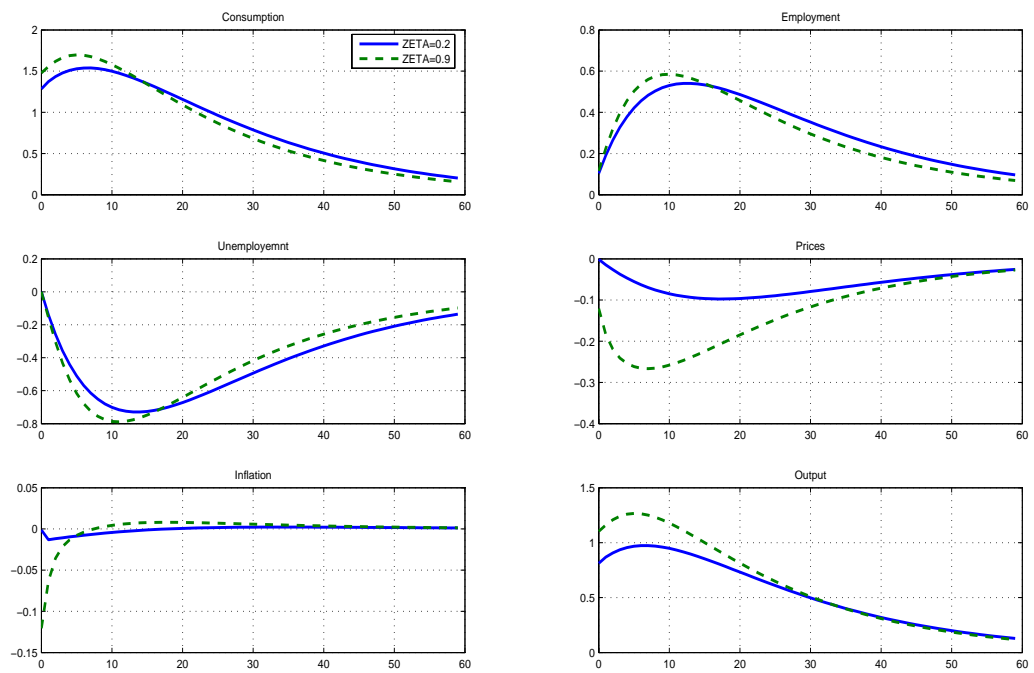 Consumption
2
1.5
1
0.5
0
0 10 20 30 40 50 60
ZETA=0.2
ZETA=0.9
Employment
0.8
0.6
0.4
0.2
0
0 10 20 30 40 50 60
Unemployemnt
0.2
0
−0.2
−0.4
−0.6
−0.8
0 10 20 30 40 50 60
Prices
0
−0.1
−0.2
−0.3
−0.4
0 10 20 30 40 50 60
Inflation
0.05
0
−0.05
−0.1
−0.15
0 10 20 30 40 50 60
Output
1.5
1
0.5
0
0 10 20 30 40 50 60